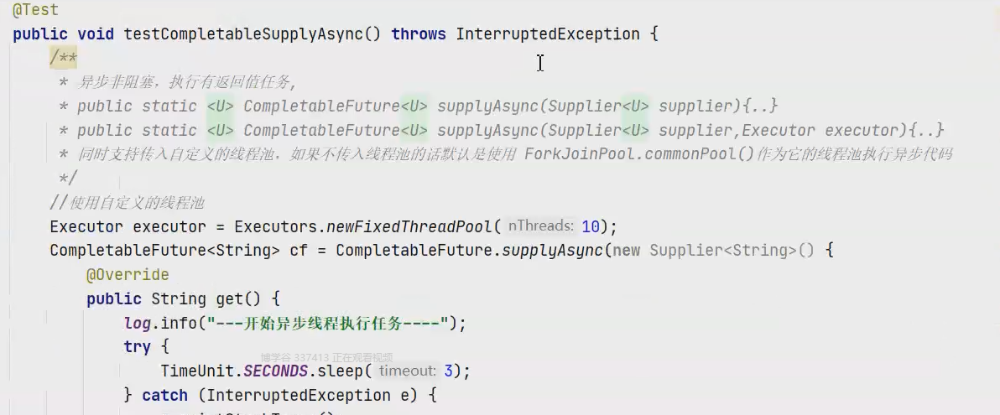 @Test
public void testCompletableSupplyAsync() throws InterruptedException {
/**
* 异步非阻塞，执行有返回值任务,
* public static <U> CompletableFuture<U> supplyAsync(Supplier<U> supplier){..}
* public static <U> CompletableFuture<U> supplyAsync(Supplier<U> supplier,Executor executor){..}
* 同时支持传入自定义的线程池，如果不传入线程池的话默认是使用 ForkJoinPool.commonPool()作为它的线程池执行异步代码
*/
//使用自定义的线程池
Executor executor = Executors.newFixedThreadPool( nThreads: 10);
CompletableFuture<String> cf = CompletableFuture.supplyAsync(new Supplier<String>() {
@Override
public String get() {
log.info("---开始异步线程执行任务----");
try {
博学谷 337413 正在观看视频
TimeUnit.SECONDS.sleep( timeout: 3);
} catch (InterruptedException e) {